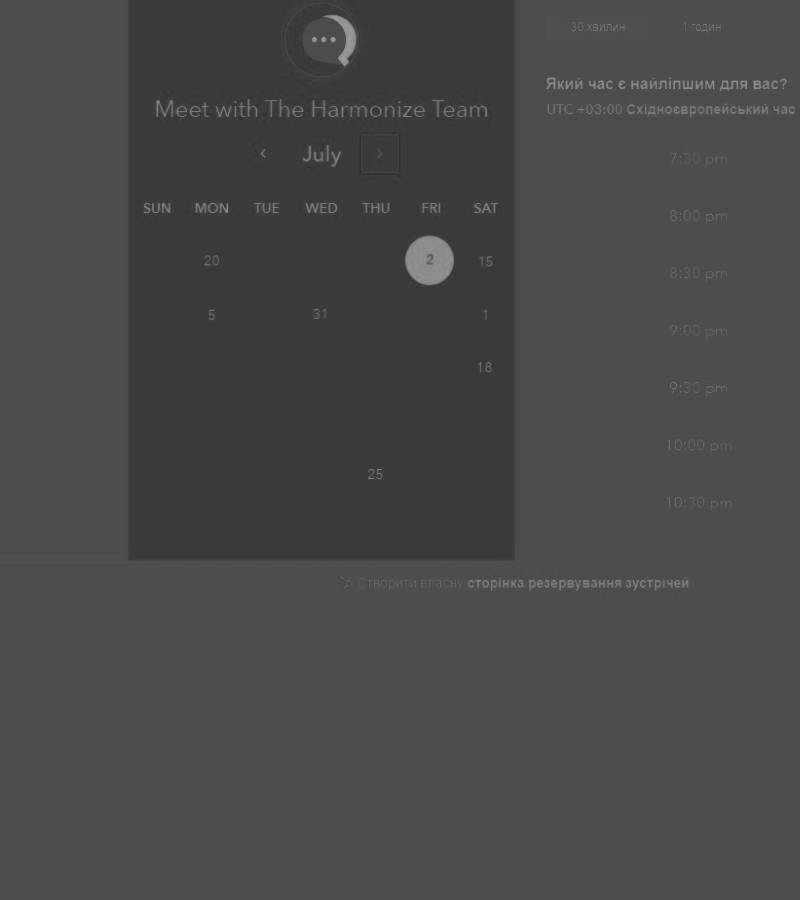 30 хвилин 1 годин
Який час є найліпшим для вас?
Meet with The Harmonize Team
UTC +03:00 Східноєвропейський час
July
7:30 pm
SUN MON TUE WED THU FRI SAT
8:00 pm
20 2 15
8:30 pm
5 31 1
9:00 pm
18
9:30 pm
10:00 pm
25
10:30 pm
Створити власну сторінка резервування зустрічей